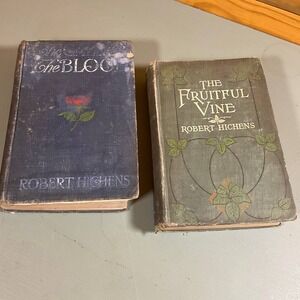 The BLOO
ROBERT HICHENS
THE
FRUITFUL
VINE
ROBERT HICHENS